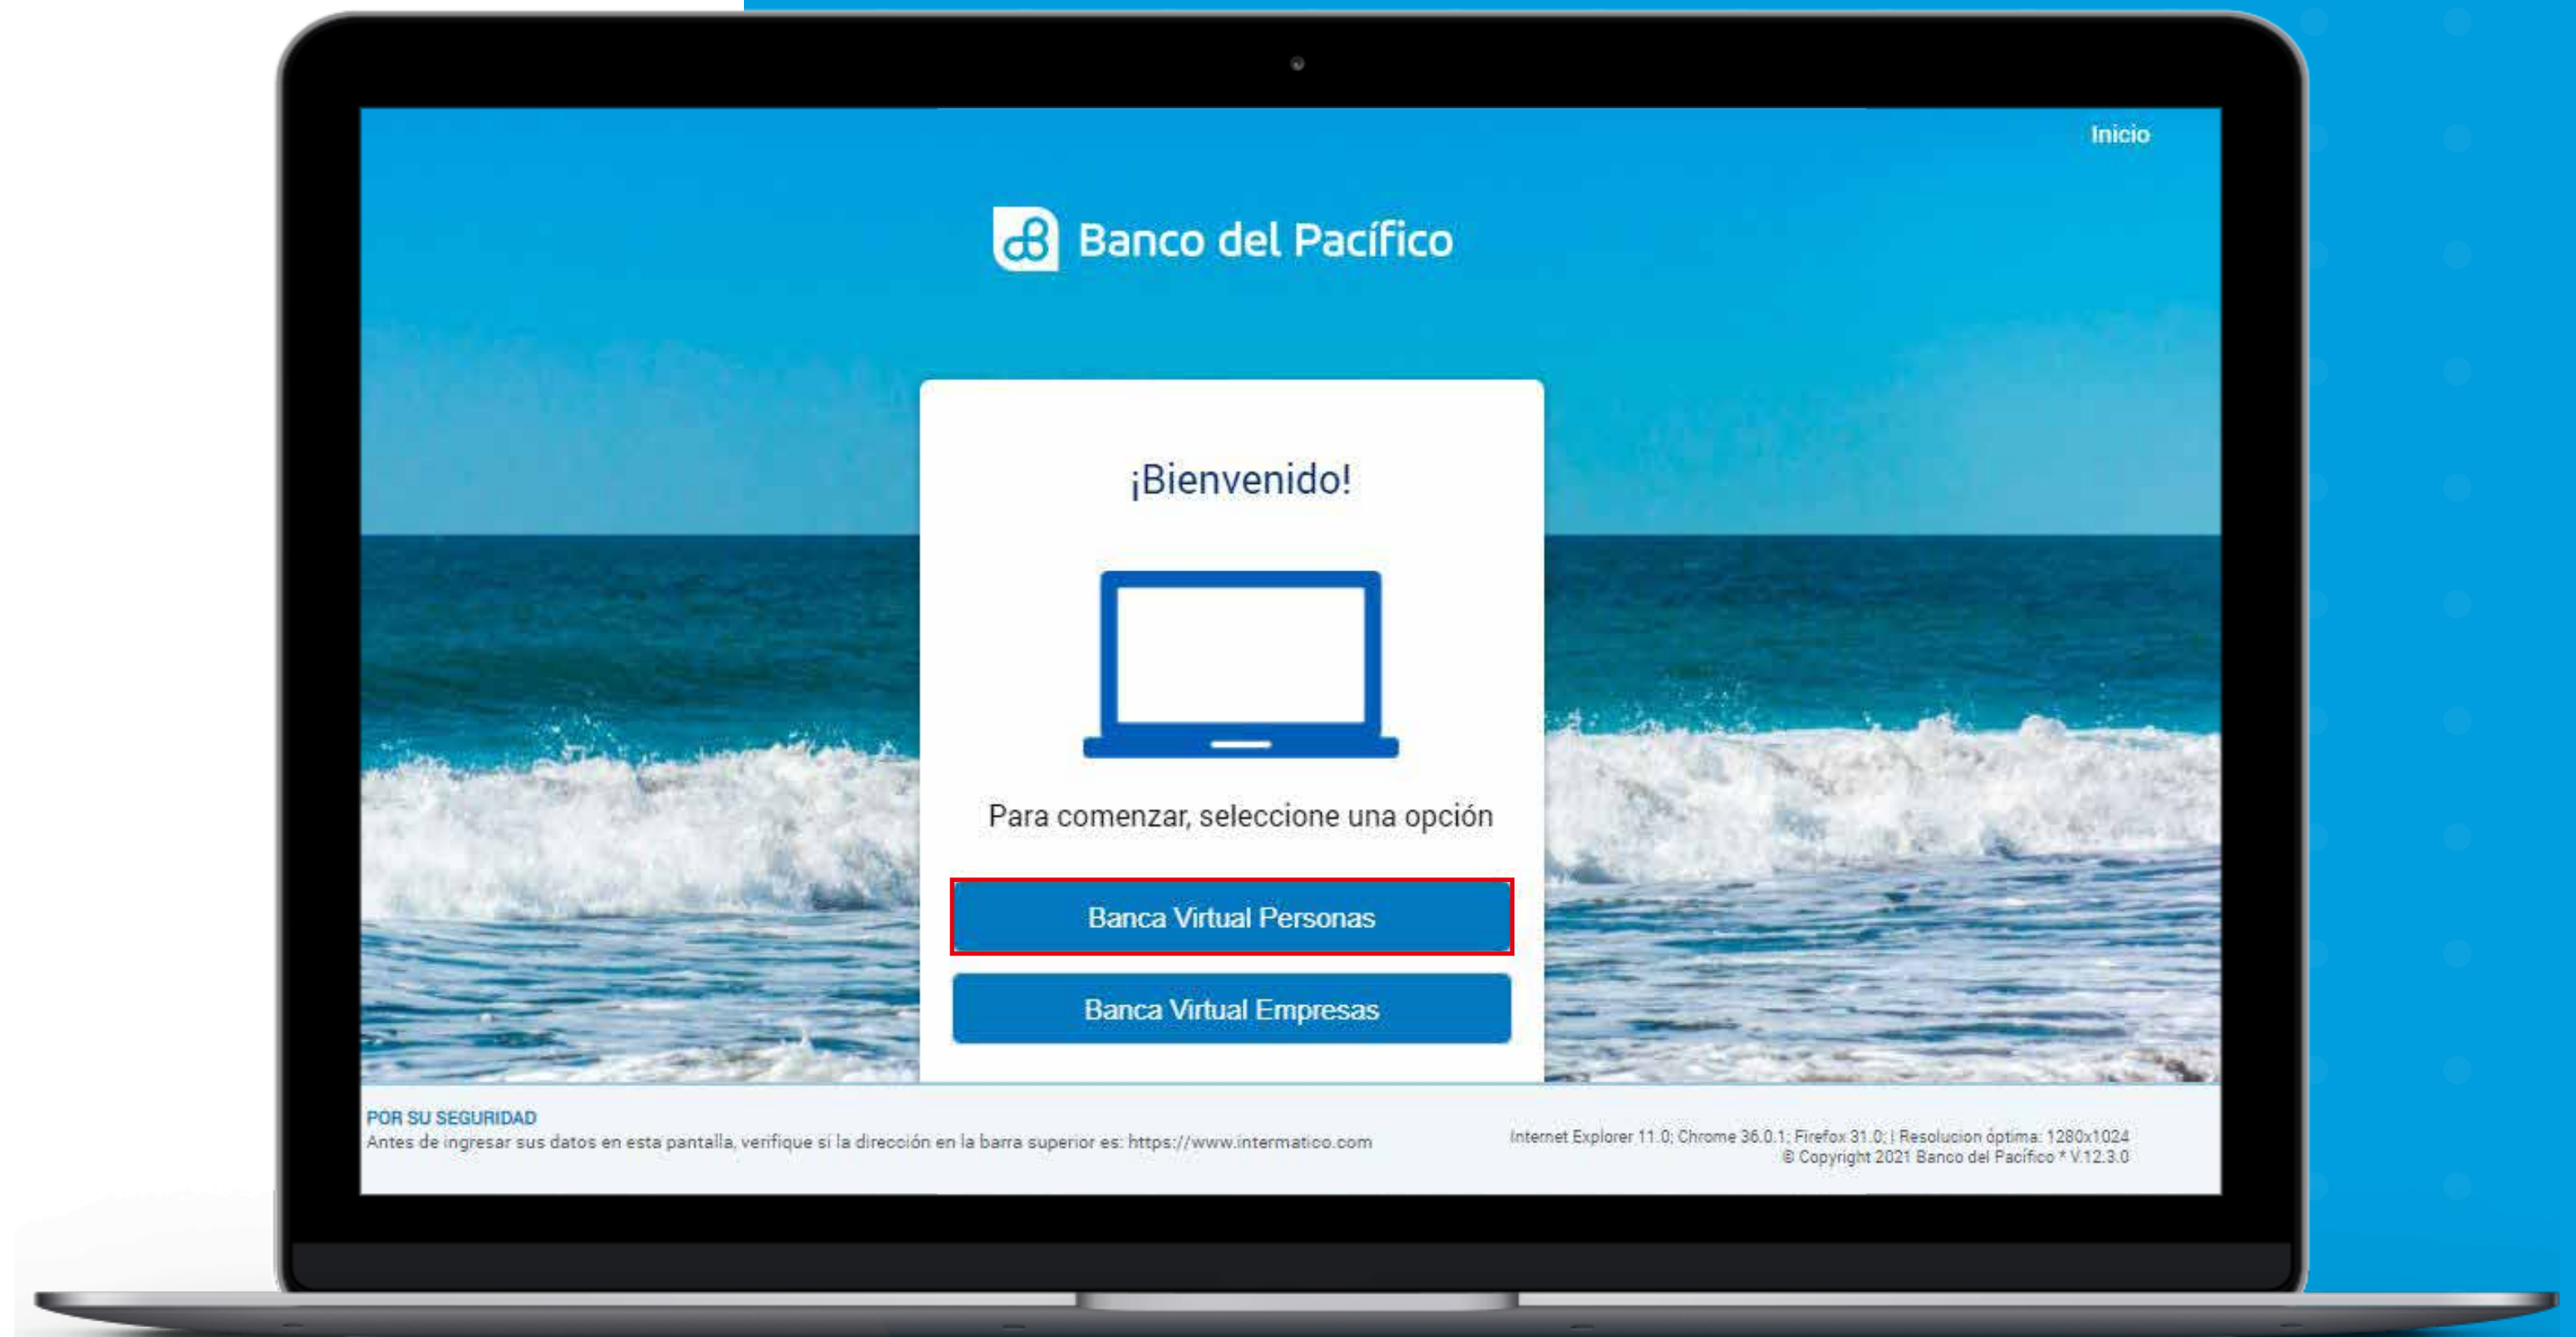 Inicio
Banco del Pacífico
¡Bienvenido!
Para comenzar, seleccione una opción
Banca Virtual Personas
Banca Virtual Empresas
POR SU SEGURIDAD
Antes de ingresar sus datos en esta pantalla, verifique si la dirección en la barra superior es: https://www.intermatico.com
Internet Explorer 11.0; Chrome 36.0.1; Firefox 31.0; | Resolucion óptima: 1280x1024
© Copyright 2021 Banco del Pacífico * V.12.3.0